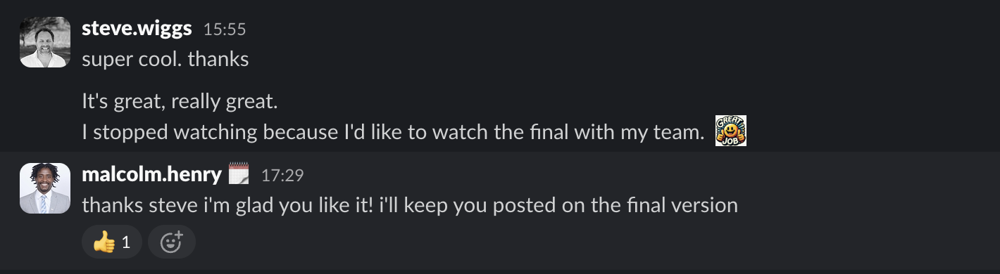 steve.wiggs 15:55
super cool. thanks
It's great, really great.
I stopped watching because I'd like to watch the final with my team. GREAT JOB
malcolm.henry 17:29
thanks steve i'm glad you like it! i'll keep you posted on the final version
1